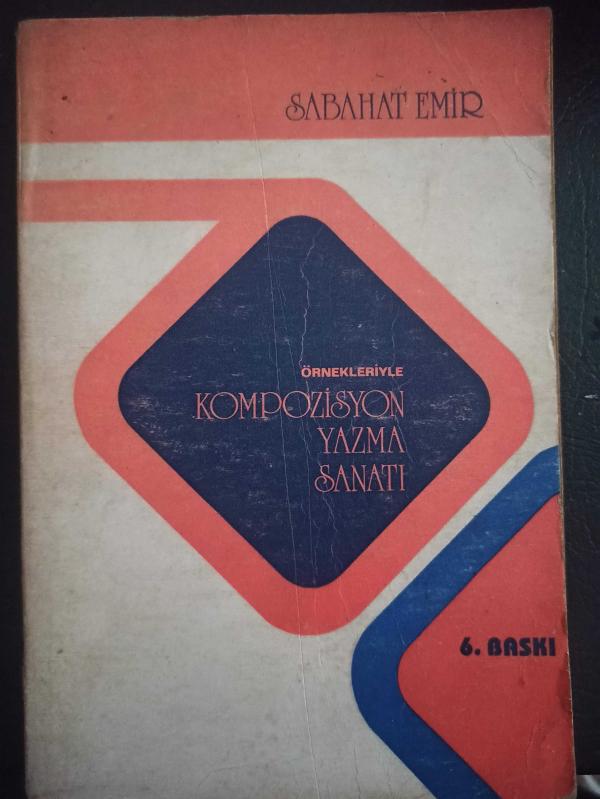 SABAHAT EMİR
ÖRNEKLERİYLE
KOMPOZİSYON
YAZMA
SANATI
6. BASKI